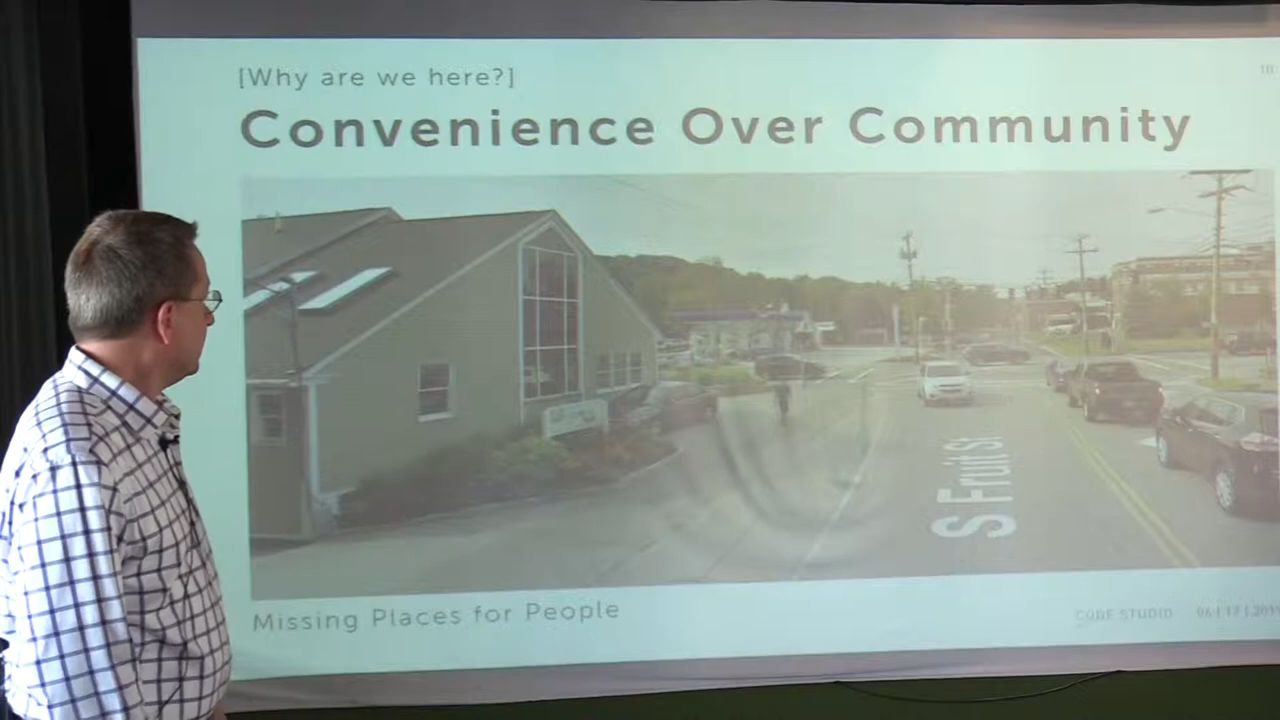 [Why are we here?]
Convenience Over Community
S Fruit St
Missing Places for People
CODE STUDIO